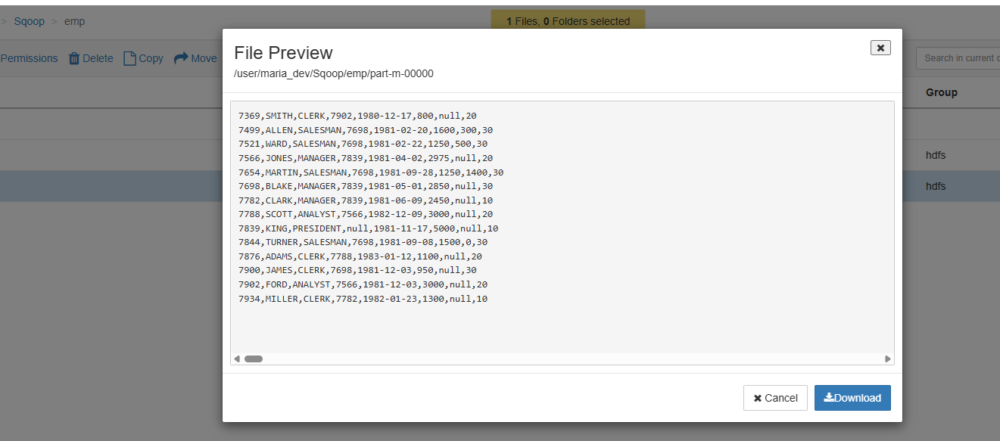 > Sqoop > emp
1 Files, 0 Folders selected
Permissions Delete Copy Move
Search in current
Group
hdfs
hdfs
File Preview
/user/maria_dev/Sqoop/emp/part-m-00000
7369,SMITH,CLERK,7902,1980-12-17,800,null,20
7499,ALLEN,SALESMAN,7698,1981-02-20,1600,300,30
7521,WARD,SALESMAN,7698,1981-02-22,1250,500,30
7566,JONES,MANAGER,7839,1981-04-02,2975,null,20
7654,MARTIN,SALESMAN,7698,1981-09-28,1250,1400,30
7698,BLAKE,MANAGER,7839,1981-05-01,2850,null,30
7782,CLARK,MANAGER,7839,1981-06-09,2450,null,10
7788,SCOTT,ANALYST,7566,1982-12-09,3000,null,20
7839,KING,PRESIDENT,null,1981-11-17,5000,null,10
7844,TURNER,SALESMAN,7698,1981-09-08,1500,0,30
7876,ADAMS,CLERK,7788,1983-01-12,1100,null,20
7900,JAMES,CLERK,7698,1981-12-03,950,null,30
7902,FORD,ANALYST,7566,1981-12-03,3000,null,20
7934,MILLER,CLERK,7782,1982-01-23,1300,null,10
Cancel
Download